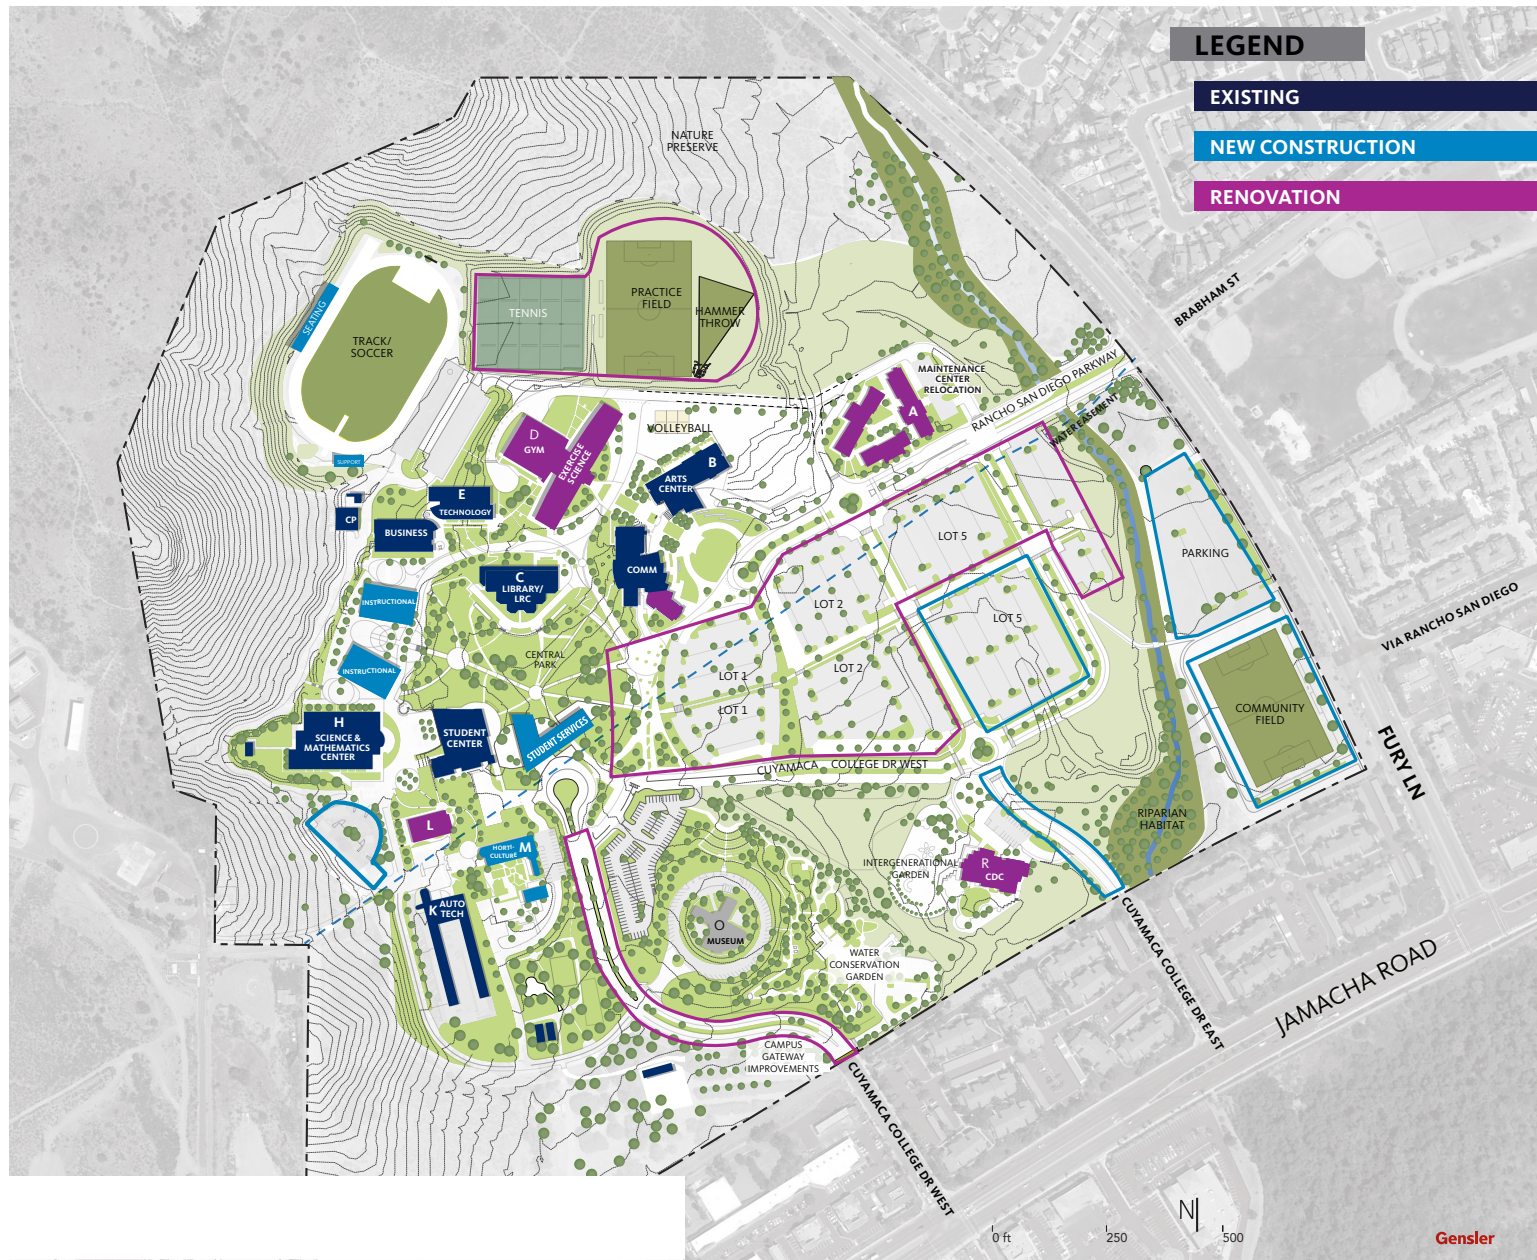 LEGEND
EXISTING
NEW CONSTRUCTION
RENOVATION
NATURE
PRESERVE
SEATING
TRACK/
SOCCER
TENNIS
PRACTICE
FIELD
HAMMER
THROW
BRABHAM ST
MAINTENANCE
CENTER
RELOCATION
RANCHO SAN DIEGO PARKWAY
WATER EASEMENT
A
VOLLEYBALL
D
GYM
EXERCISE
SCIENCE
B
ARTS
CENTER
SUPPORT
CP
E
TECHNOLOGY
BUSINESS
COMM
C
LIBRARY/
LRC
LOT 5
PARKING
INSTRUCTIONAL
LOT 2
LOT 5
VIA RANCHO SAN DIEGO
CENTRAL
PARK
INSTRUCTIONAL
LOT 1
LOT 2
LOT 1
COMMUNITY
FIELD
H
SCIENCE &
MATHEMATICS
CENTER
STUDENT
CENTER
STUDENT SERVICES
CUYAMACA COLLEGE DR WEST
FURY LN
L
HORTI-
CULTURE
M
RIPARIAN
HABITAT
INTERGENERATIONAL
GARDEN
R
CDC
K
AUTO
TECH
O
MUSEUM
WATER
CONSERVATION
GARDEN
CUYAMACA COLLEGE DR EAST
JAMACHA ROAD
CAMPUS
GATEWAY
IMPROVEMENTS
CUYAMACA COLLEGE DR WEST
N
0 ft
250
500
Gensler